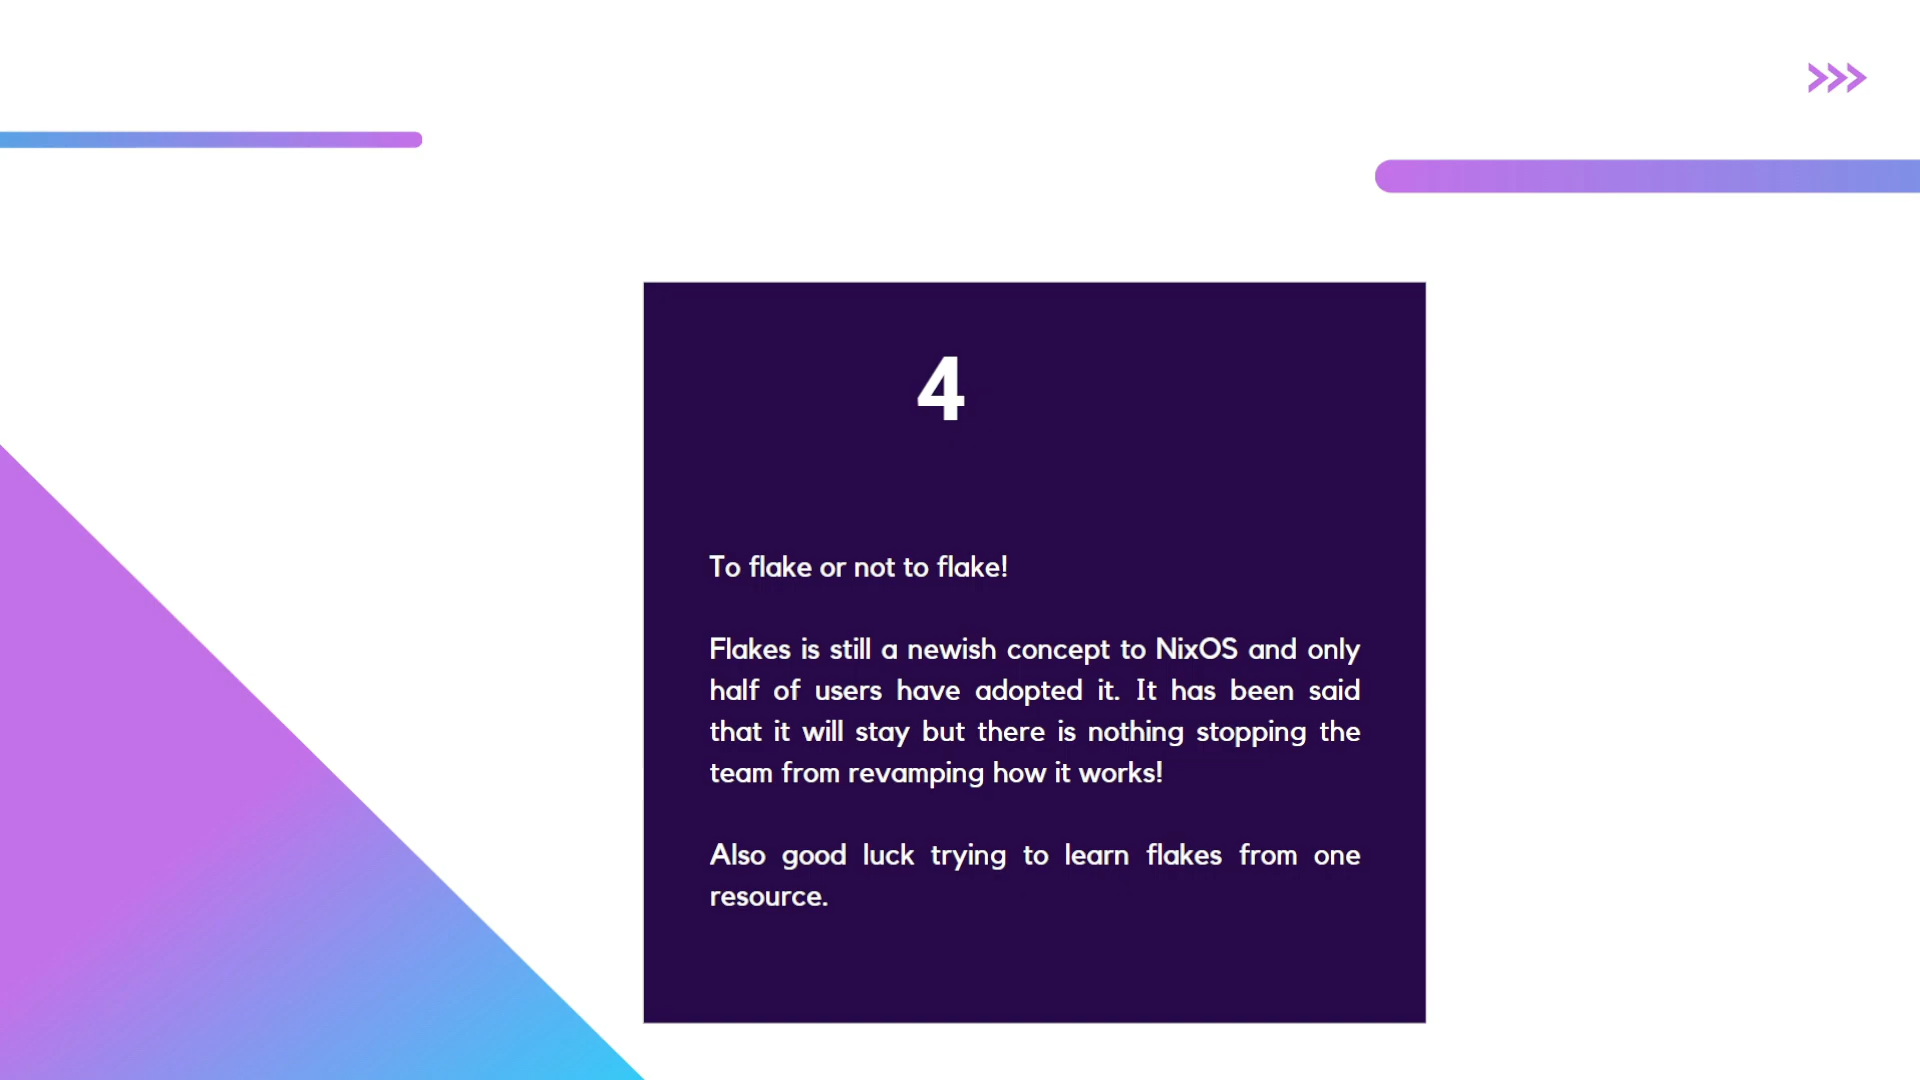 4
To flake or not to flake!
Flakes is still a newish concept to NixOS and only
half of users have adopted it. It has been said
that it will stay but there is nothing stopping the
team from revamping how it works!
Also good luck trying to learn flakes from one
resource.